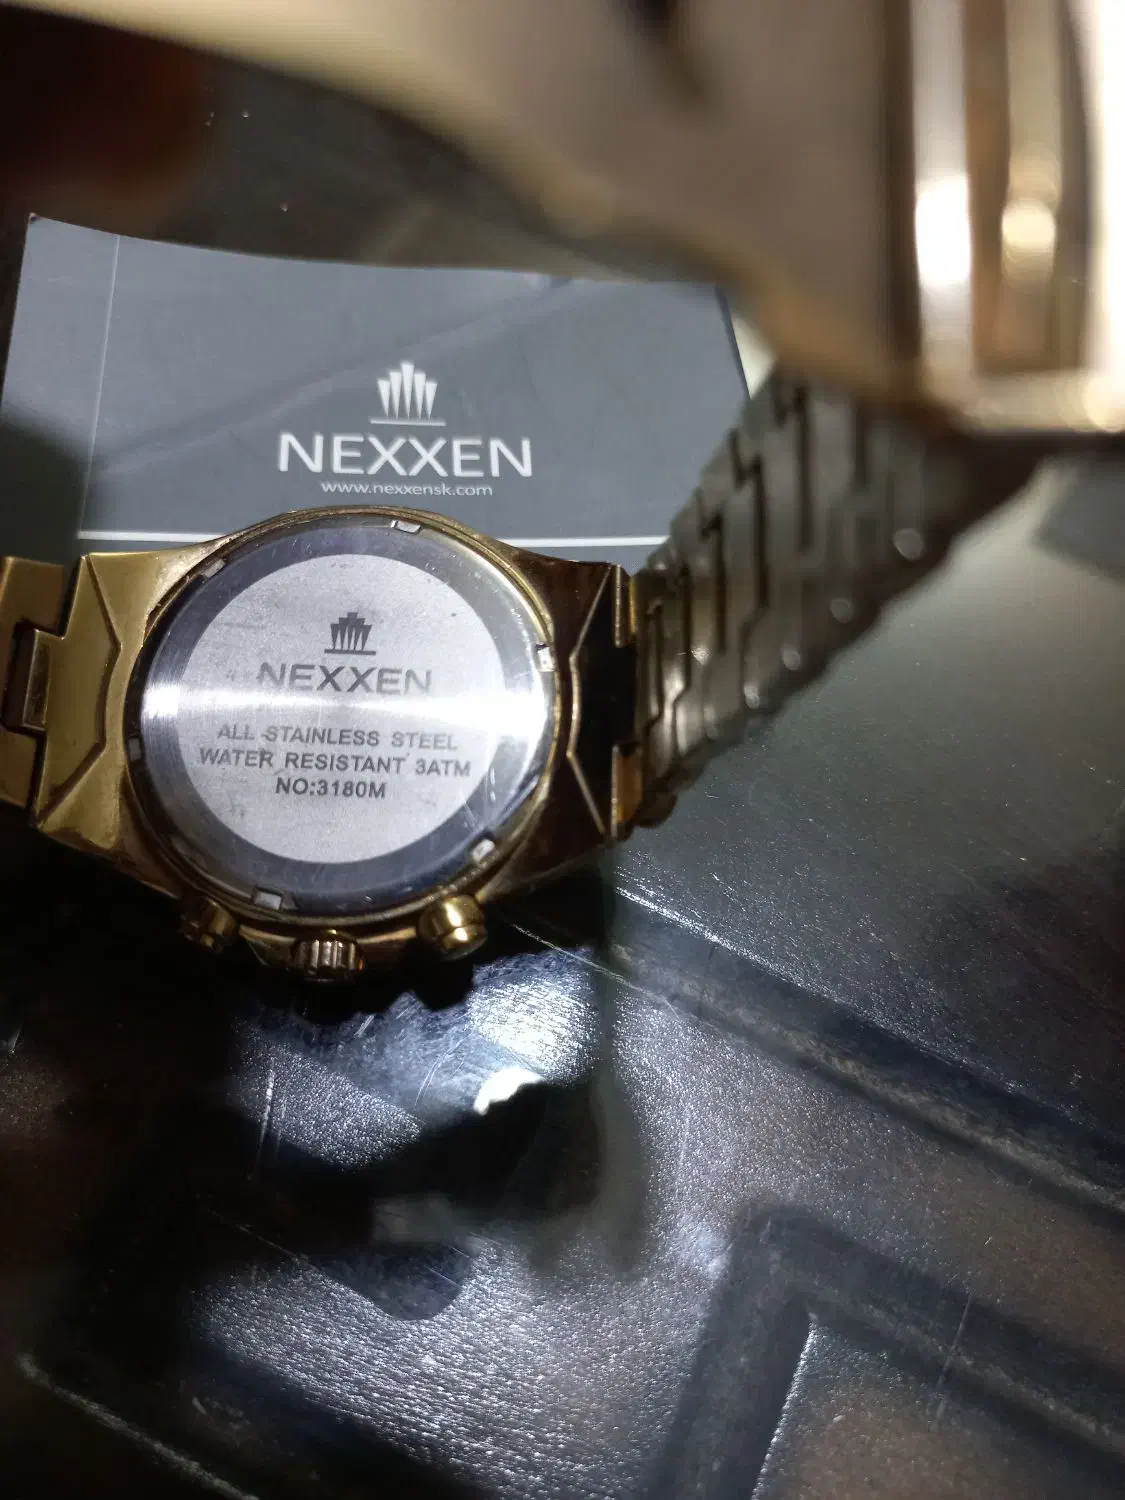 NEXXEN
www.nexxensk.com
NEXXEN
ALL STAINLESS STEEL
WATER RESISTANT 3ATM
NO:3180M